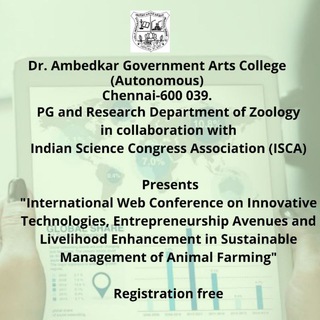 Dr. Ambedkar Government Arts College
(Autonomous)
Chennai-600 039.
PG and Research Department of Zoology
in collaboration with
Indian Science Congress Association (ISCA)
Presents
"International Web Conference on Innovative
Technologies, Entrepreneurship Avenues and
Livelihood Enhancement in Sustainable
Management of Animal Farming"
Registration free